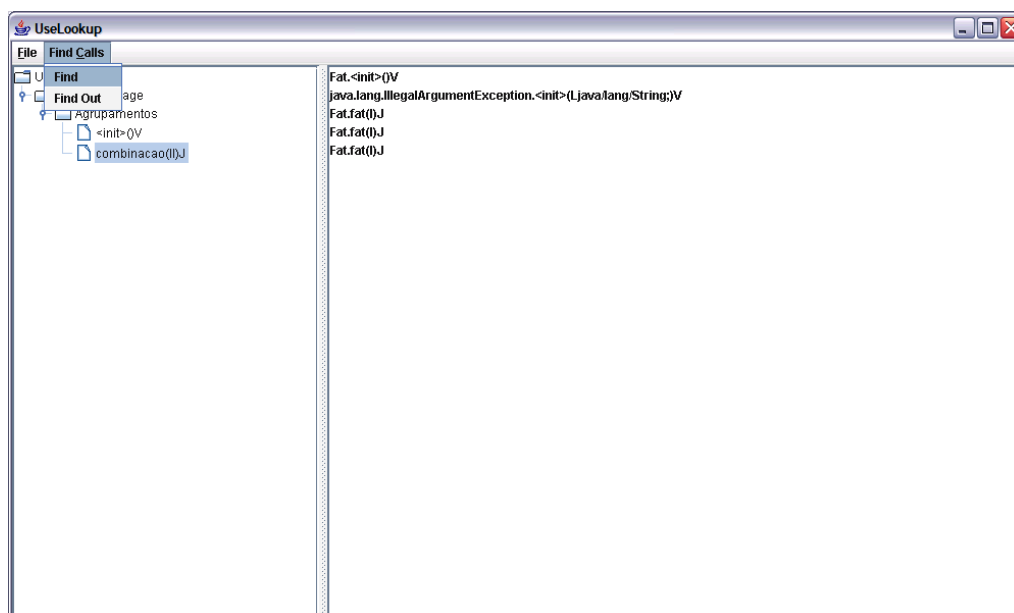 UseLookup
File Find Calls
Find
Find Out
U
age
Agrupamentos
<init>()V
combinacao(II)J
Fat.<init>()V
java.lang.IllegalArgumentException.<init>(Ljava/lang/String;)V
Fat.fat(I)J
Fat.fat(I)J
Fat.fat(I)J